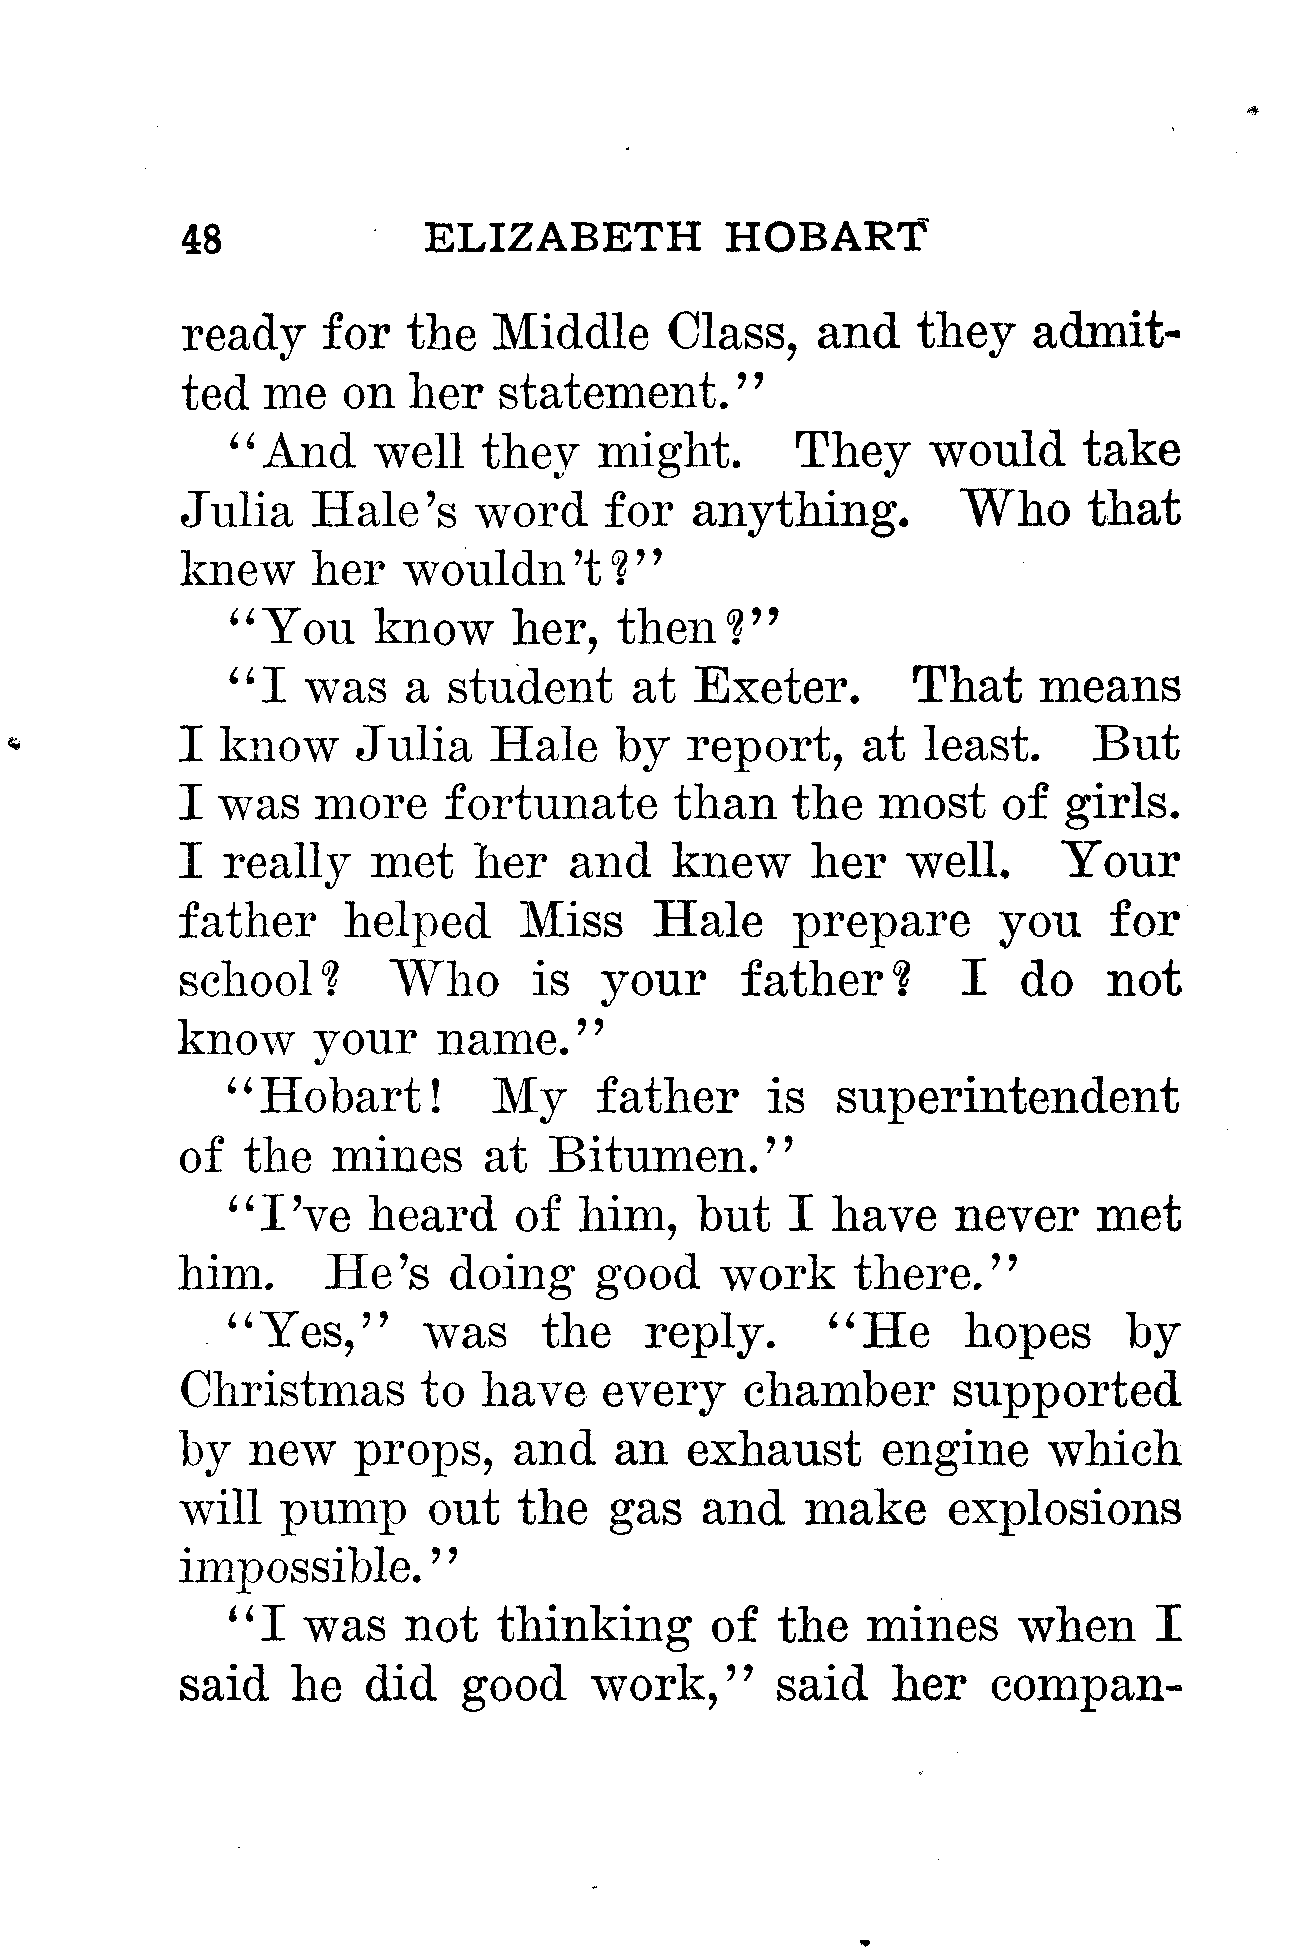 48 ELIZABETH HOBART
ready for the Middle Class, and they admit-
ted me on her statement."
"And well they might. They would take
Julia Hale's word for anything. Who that
knew her wouldn't?"
"You know her, then?"
"I was a student at Exeter. That means
I know Julia Hale by report, at least. But
I was more fortunate than the most of girls.
I really met her and knew her well. Your
father helped Miss Hale prepare you for
school? Who is your father? I do not
know your name."
"Hobart! My father is superintendent
of the mines at Bitumen."
"I've heard of him, but I have never met
him. He's doing good work there."
"Yes," was the reply. "He hopes by
Christmas to have every chamber supported
by new props, and an exhaust engine which
will pump out the gas and make explosions
impossible."
"I was not thinking of the mines when I
said he did good work," said her compan-